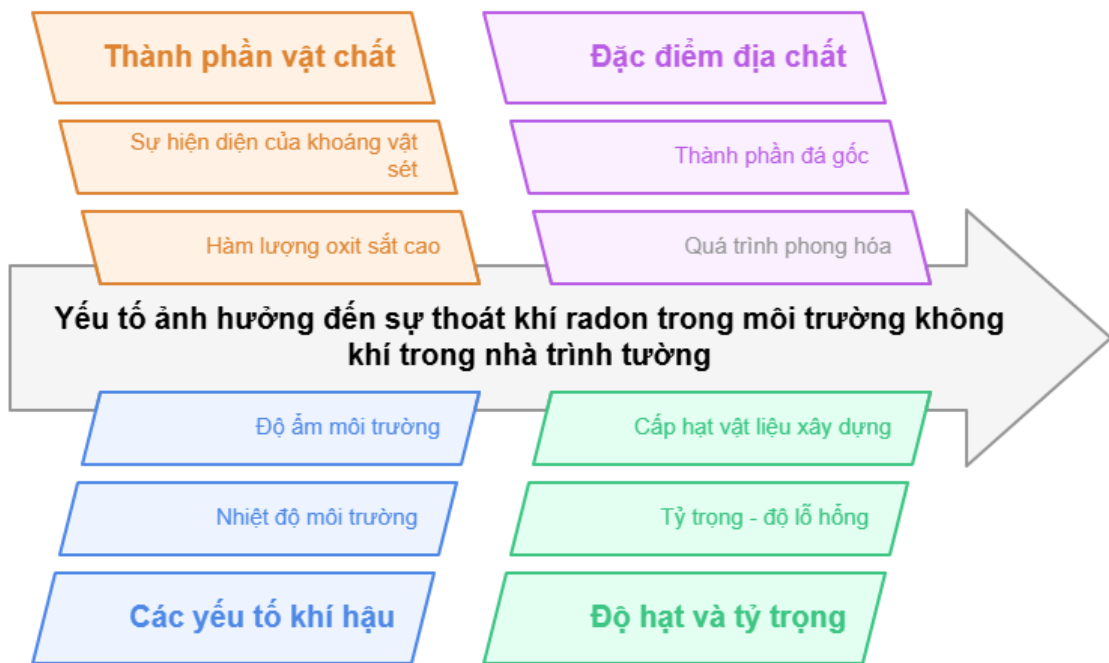 Thành phần vật chất
Đặc điểm địa chất
Sự hiện diện của khoáng vật
sét
Thành phần đá gốc
Hàm lượng oxit sắt cao
Quá trình phong hóa
Yếu tố ảnh hưởng đến sự thoát khí radon trong môi trường không
khí trong nhà trình tường
Độ ẩm môi trường
Cấp hạt vật liệu xây dựng
Nhiệt độ môi trường
Tỷ trọng - độ lỗ hổng
Các yếu tố khí hậu
Độ hạt và tỷ trọng